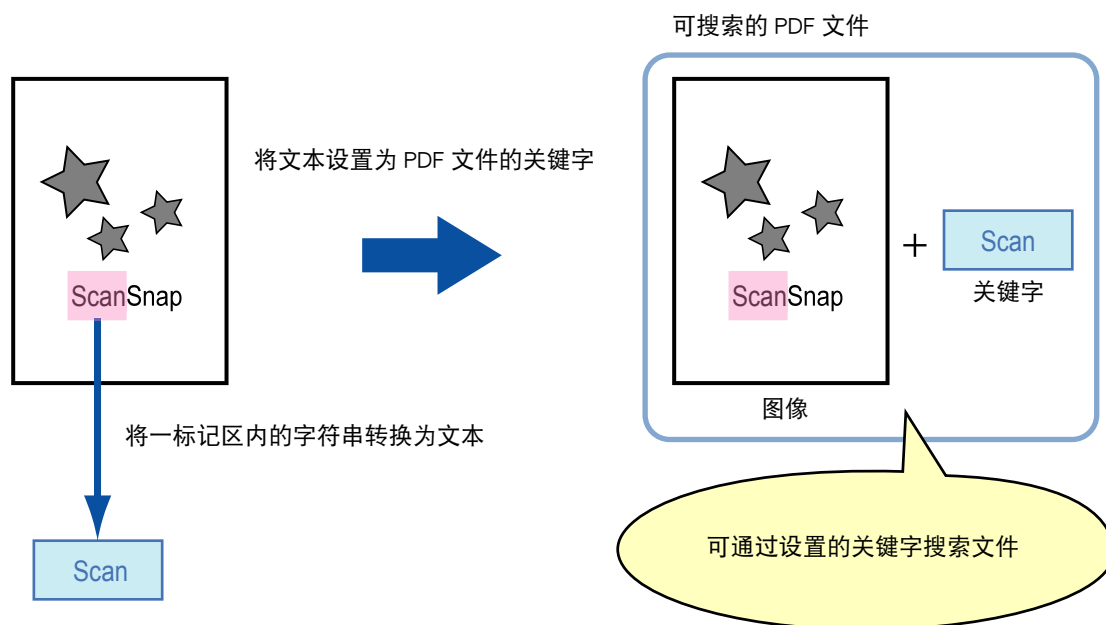 可搜索的 PDF 文件
将文本设置为 PDF 文件的关键字
ScanSnap
将一标记区内的字符串转换为文本
Scan
ScanSnap
+
Scan
关键字
图像
可通过设置的关键字搜索文件